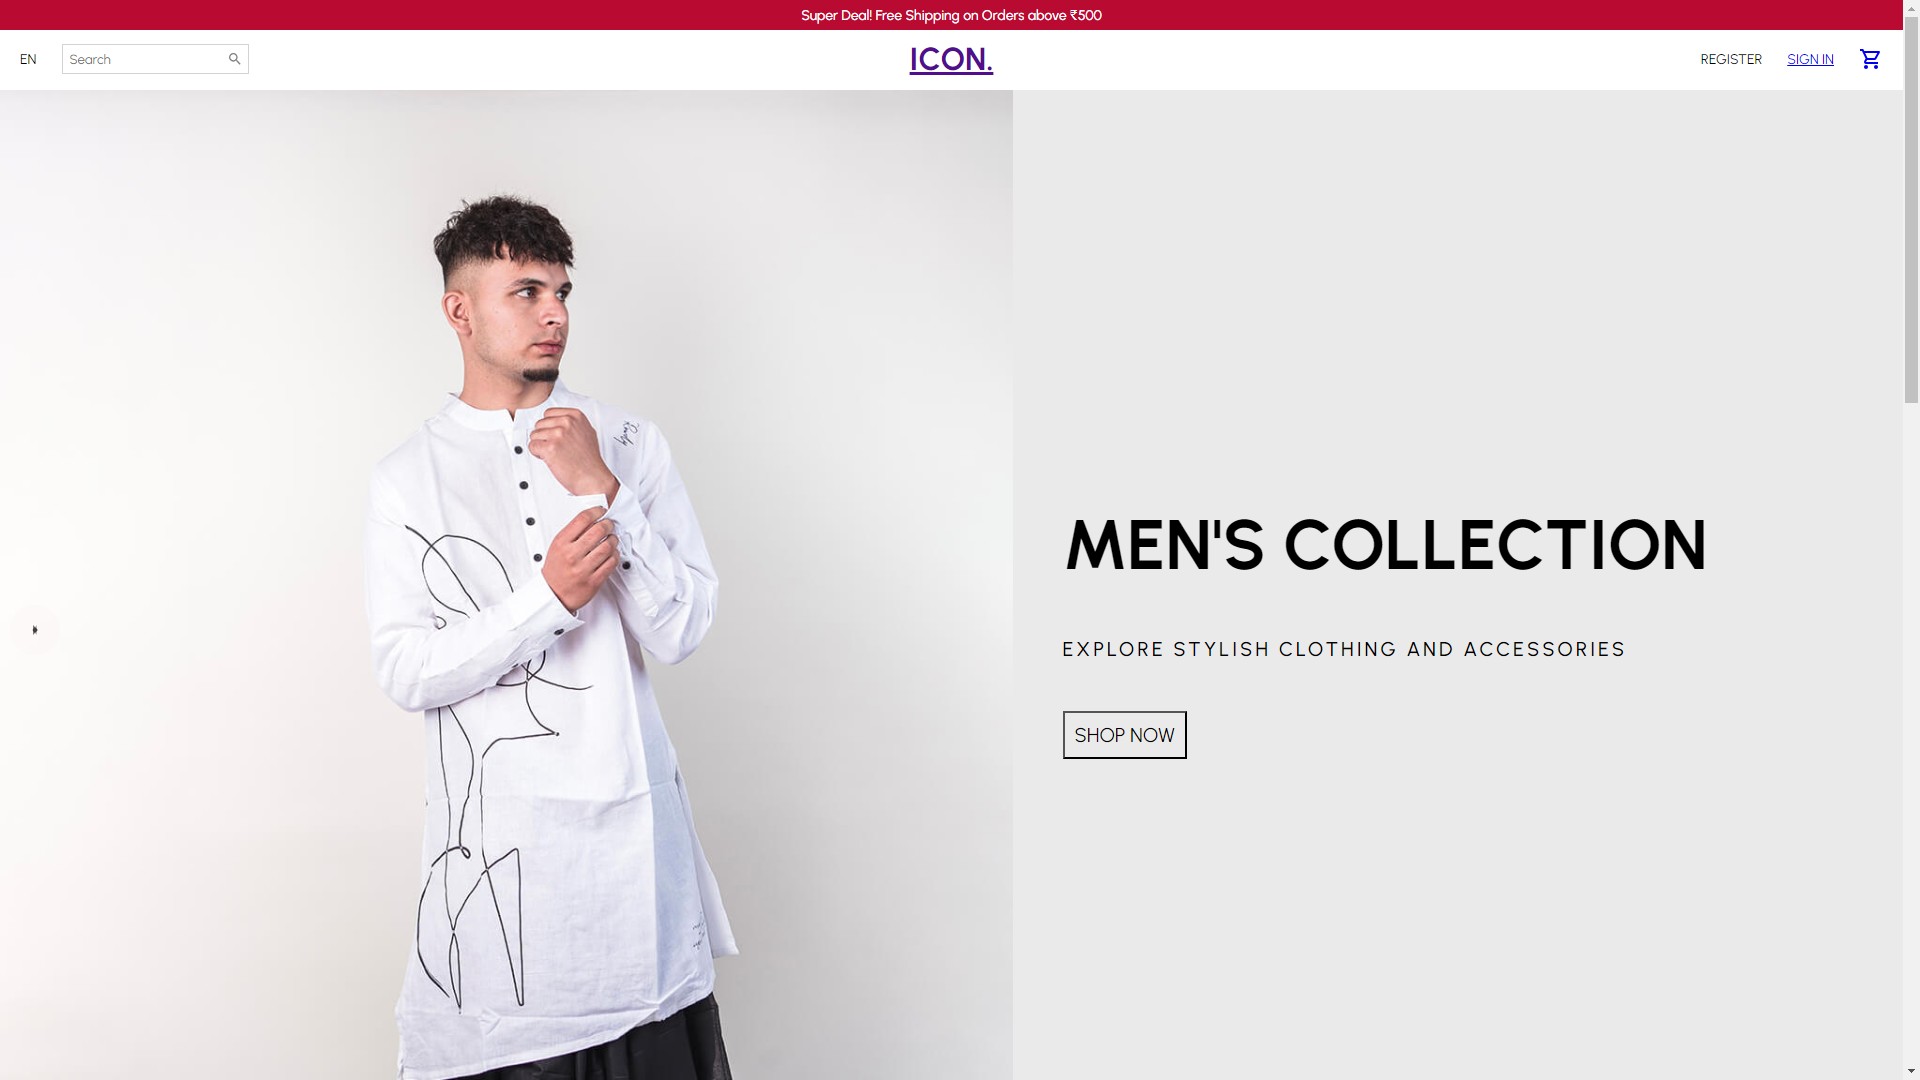 Super Deal! Free Shipping on Orders above ₹500
EN
Search
ICON.
REGISTER
SIGN IN
MEN'S COLLECTION
EXPLORE STYLISH CLOTHING AND ACCESSORIES
SHOP NOW